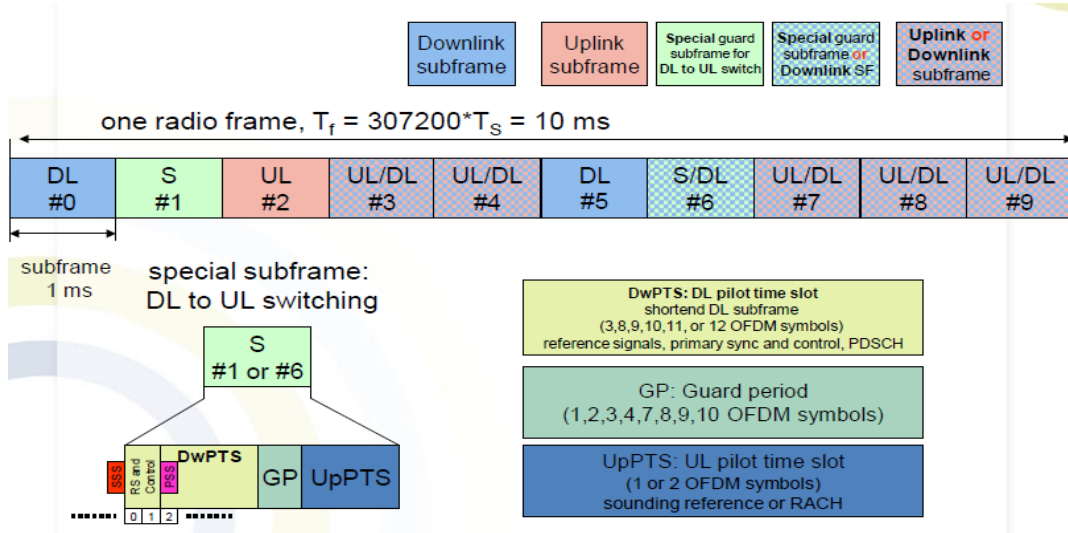 Downlink
subframe
Uplink
subframe
Special guard
subframe for
DL to UL switch
Special guard
subframe or
Downlink SF
Uplink or
Downlink
subframe
one radio frame, Tf = 307200*TS = 10 ms
DL
#0
S
#1
UL
#2
UL/DL
#3
UL/DL
#4
DL
#5
S/DL
#6
UL/DL
#7
UL/DL
#8
UL/DL
#9
subframe
1 ms
special subframe:
DL to UL switching
S
#1 or #6
SSS
RS and
Control
PSS
DwPTS
GP
UpPTS
0 1 2
DwPTS: DL pilot time slot
shortend DL subframe
(3,8,9,10,11, or 12 OFDM symbols)
reference signals, primary sync and control, PDSCH
GP: Guard period
(1,2,3,4,7,8,9,10 OFDM symbols)
UpPTS: UL pilot time slot
(1 or 2 OFDM symbols)
sounding reference or RACH